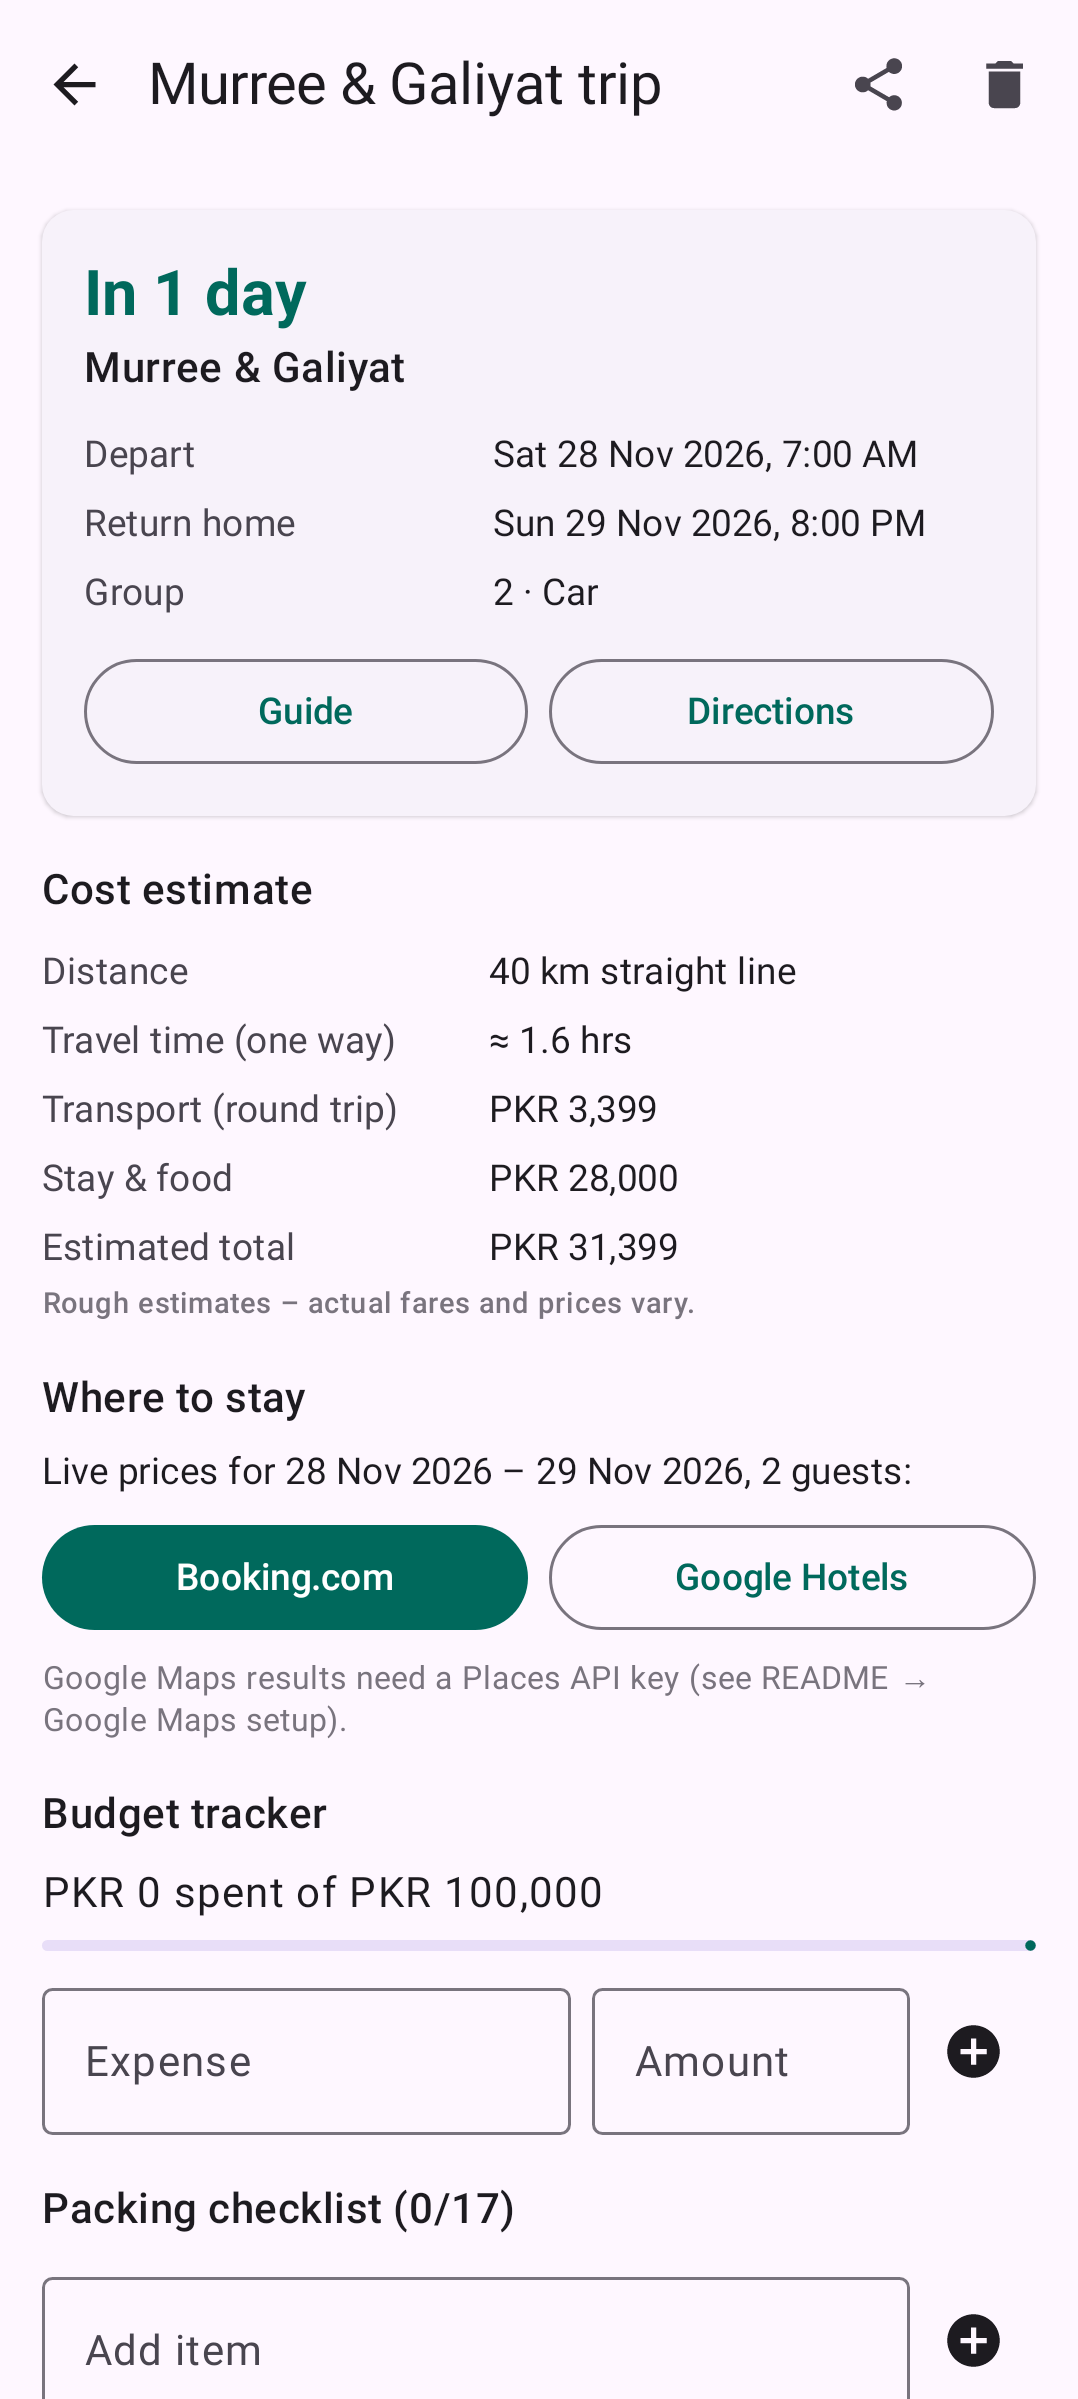 Murree & Galiyat trip
In 1 day
Murree & Galiyat
Depart Sat 28 Nov 2026, 7:00 AM
Return home Sun 29 Nov 2026, 8:00 PM
Group 2 · Car
Guide Directions
Cost estimate
Distance 40 km straight line
Travel time (one way) ≈ 1.6 hrs
Transport (round trip) PKR 3,399
Stay & food PKR 28,000
Estimated total PKR 31,399
Rough estimates – actual fares and prices vary.
Where to stay
Live prices for 28 Nov 2026 – 29 Nov 2026, 2 guests:
Booking.com Google Hotels
Google Maps results need a Places API key (see README →
Google Maps setup).
Budget tracker
PKR 0 spent of PKR 100,000
Expense Amount
Packing checklist (0/17)
Add item